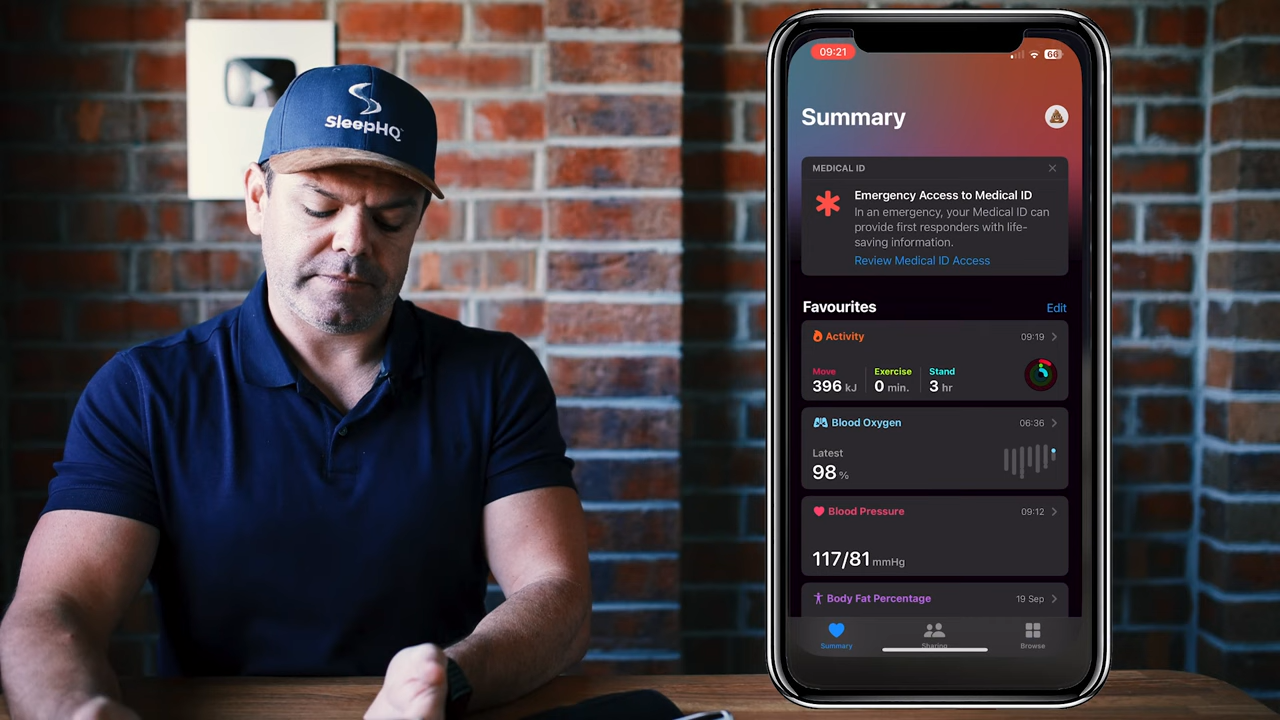 SleepHQ
09:21
66
Summary
MEDICAL ID
Emergency Access to Medical ID
In an emergency, your Medical ID can
provide first responders with life-
saving information.
Review Medical ID Access
Favourites
Edit
Activity
09:19
Move
Exercise
Stand
396 kJ
0 min.
3 hr
Blood Oxygen
06:36
Latest
98 %
Blood Pressure
09:12
117/81 mmHg
Body Fat Percentage
19 Sep
Summary
Sharing
Browse